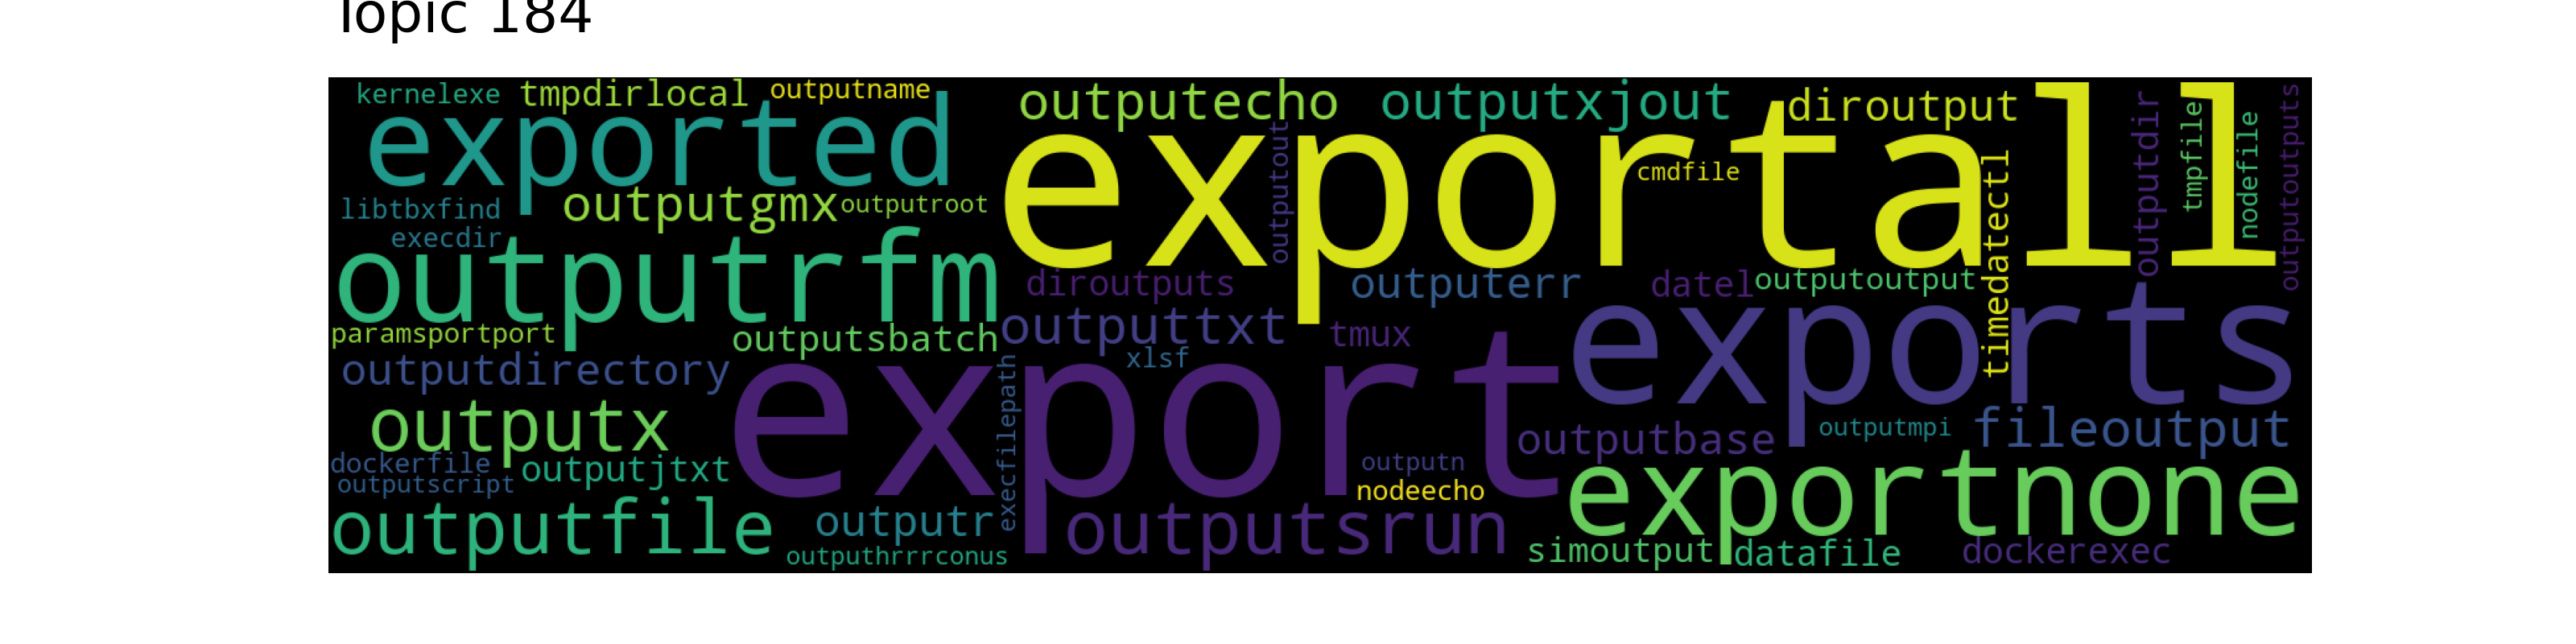 Topic 184
kernelexe
tmpdirlocal
outputname
exported
libtbxfind
outputgmx
outputroot
execdir
outputrfm
paramsportport
outputsbatch
outputdirectory
outputx
dockerfile
outputjtxt
outputscript
outputfile
outputr
outputhrrrconus
outputecho
outputxjout
diroutput
exportall
outputout
cmdfile
timedatectl
outputdir
tmpfile
nodefile
outputoutputs
diroutputs
outputerr
datel
outputoutput
outputtxt
tmux
xlsf
exports
export
execfilepath
outputn
nodeecho
outputsrun
outputbase
outputmpi
fileoutput
exportnone
simoutput
datafile
dockerexec